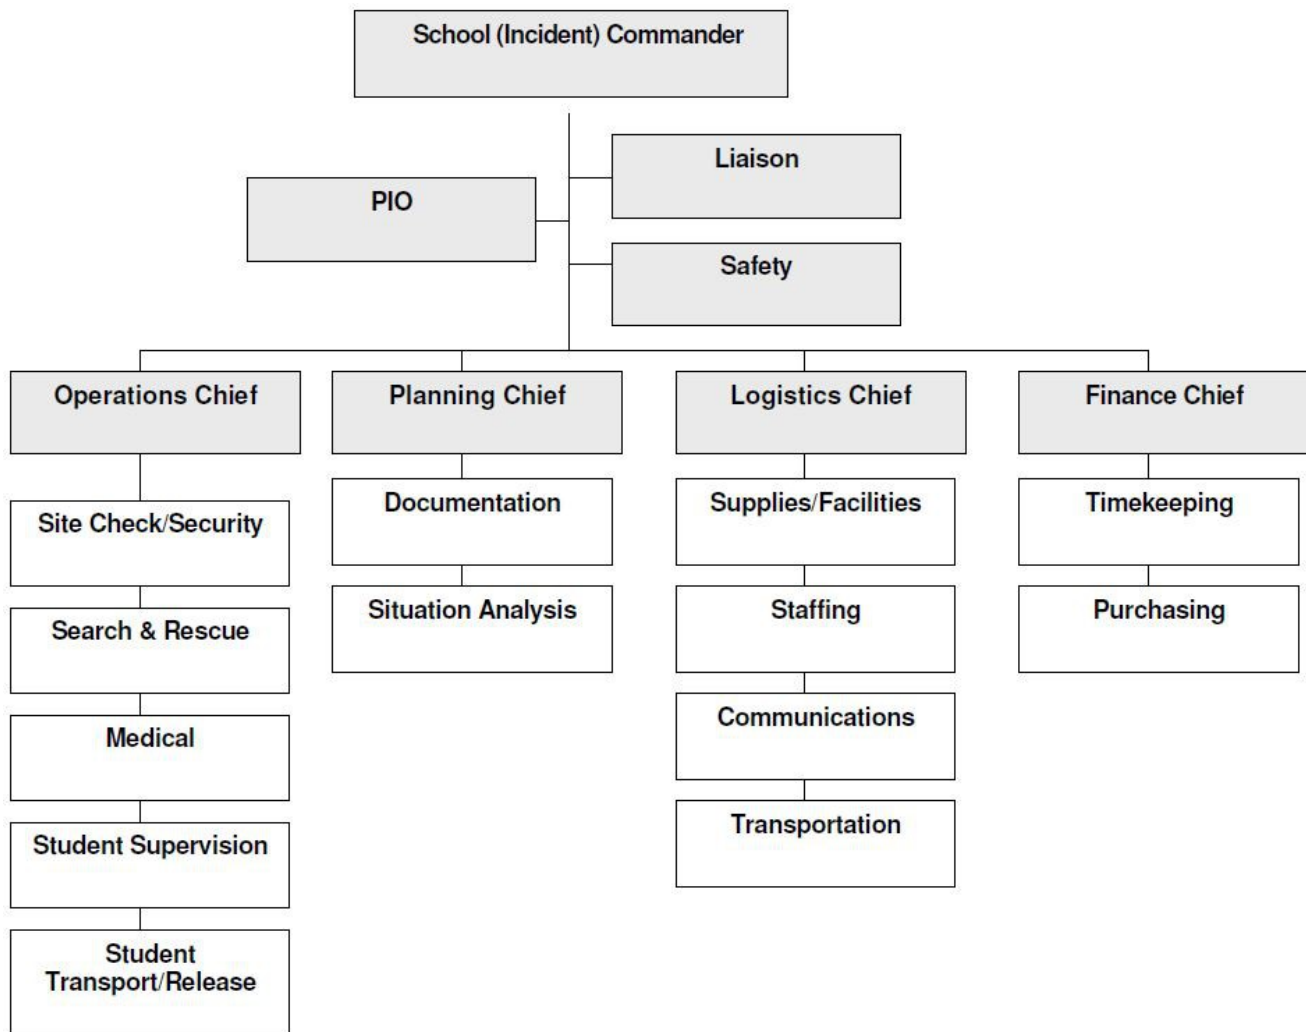 School (Incident) Commander
Liaison
PIO
Safety
Operations Chief
Planning Chief
Logistics Chief
Finance Chief
Site Check/Security
Search & Rescue
Medical
Student Supervision
Student
Transport/Release
Documentation
Situation Analysis
Supplies/Facilities
Staffing
Communications
Transportation
Timekeeping
Purchasing